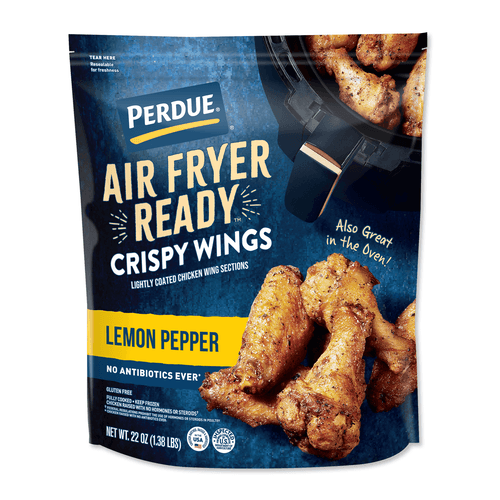 TEAR HERE
Resealable
for freshness
PERDUE®
AIR FRYER
READY™
CRISPY WINGS
LIGHTLY COATED CHICKEN WING SECTIONS
Also Great
in the Oven!
LEMON PEPPER
NO ANTIBIOTICS EVER*
GLUTEN FREE
FULLY COOKED • KEEP FROZEN
CHICKEN RAISED WITH NO HORMONES OR STEROIDS*
NET WT. 22 OZ (1.38 LBS)
USA